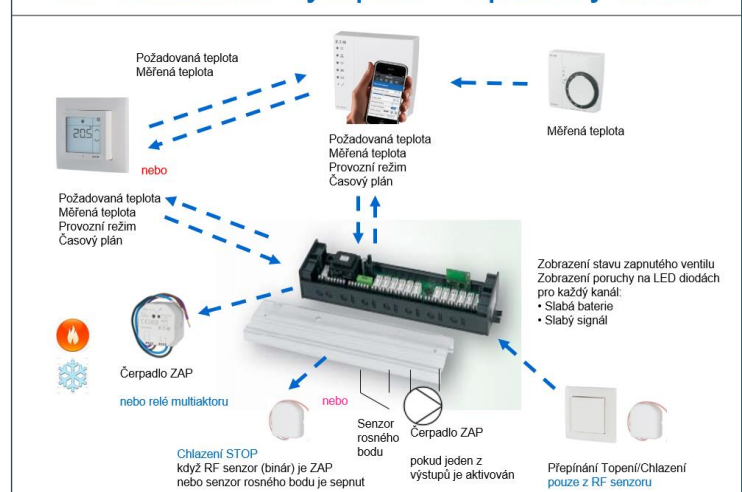 Požadovaná teplota
Měřená teplota
Měřená teplota
20.5
nebo
Požadovaná teplota
Měřená teplota
Provozní režim
Časový plán
Požadovaná teplota
Měřená teplota
Provozní režim
Časový plán
Zobrazení stavu zapnutého ventilu
Zobrazení poruchy na LED diodách
pro každý kanál:
• Slabá baterie
• Slabý signál
Čerpadlo ZAP
nebo relé multiaktoru
nebo
Senzor
rosného
bodu
Čerpadlo ZAP
pokud jeden z
výstupů je aktivován
Chlazení STOP
když RF senzor (binár) je ZAP
nebo senzor rosného bodu je sepnut
Přepínání Topení/Chlazení
pouze z RF senzoru